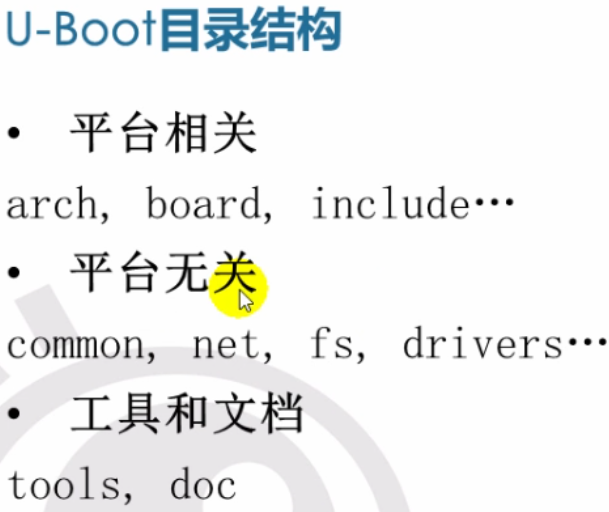 U-Boot目录结构
• 平台相关
arch, board, include…
• 平台无关
common, net, fs, drivers…
• 工具和文档
tools, doc